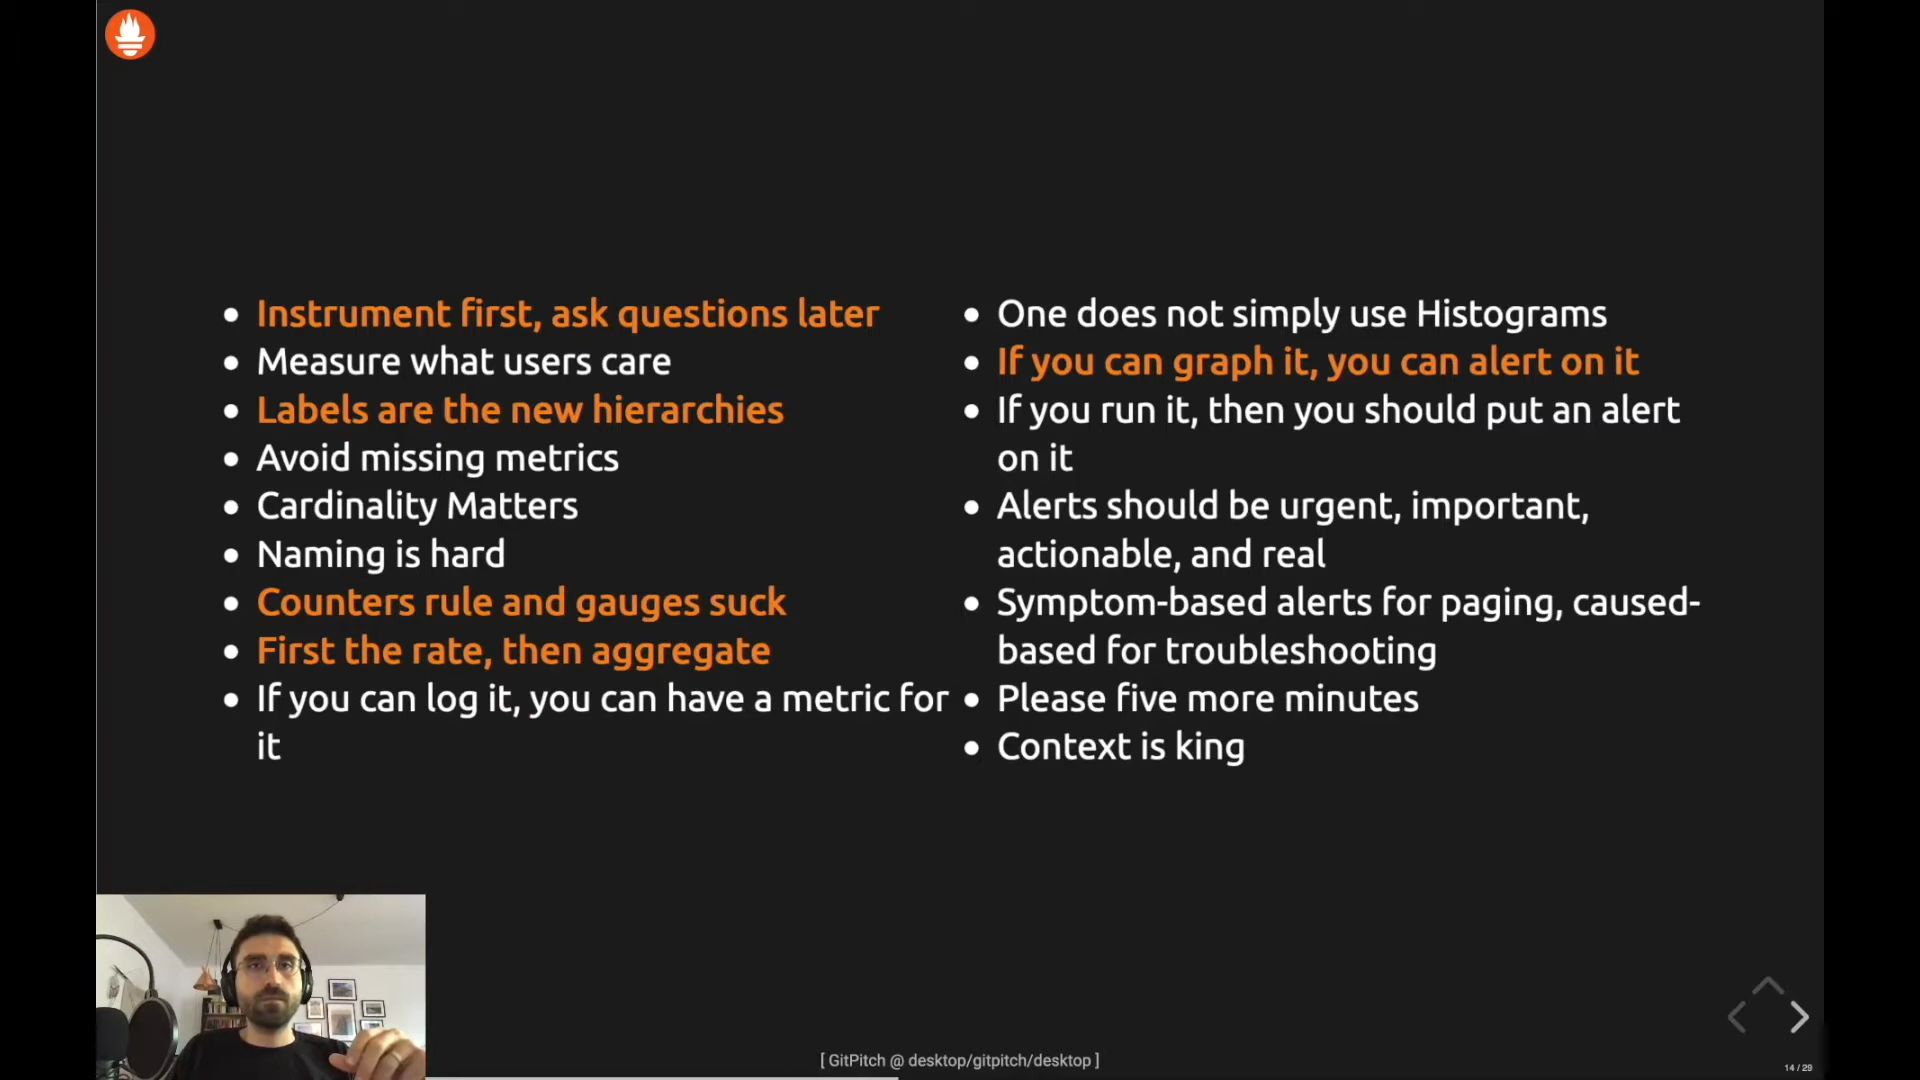 Instrument first, ask questions later
Measure what users care
Labels are the new hierarchies
Avoid missing metrics
Cardinality Matters
Naming is hard
Counters rule and gauges suck
First the rate, then aggregate
If you can log it, you can have a metric for
it
One does not simply use Histograms
If you can graph it, you can alert on it
If you run it, then you should put an alert
on it
Alerts should be urgent, important,
actionable, and real
Symptom-based alerts for paging, caused-
based for troubleshooting
Please five more minutes
Context is king
[ GitPitch @ desktop/gitpitch/desktop ]
14 / 29